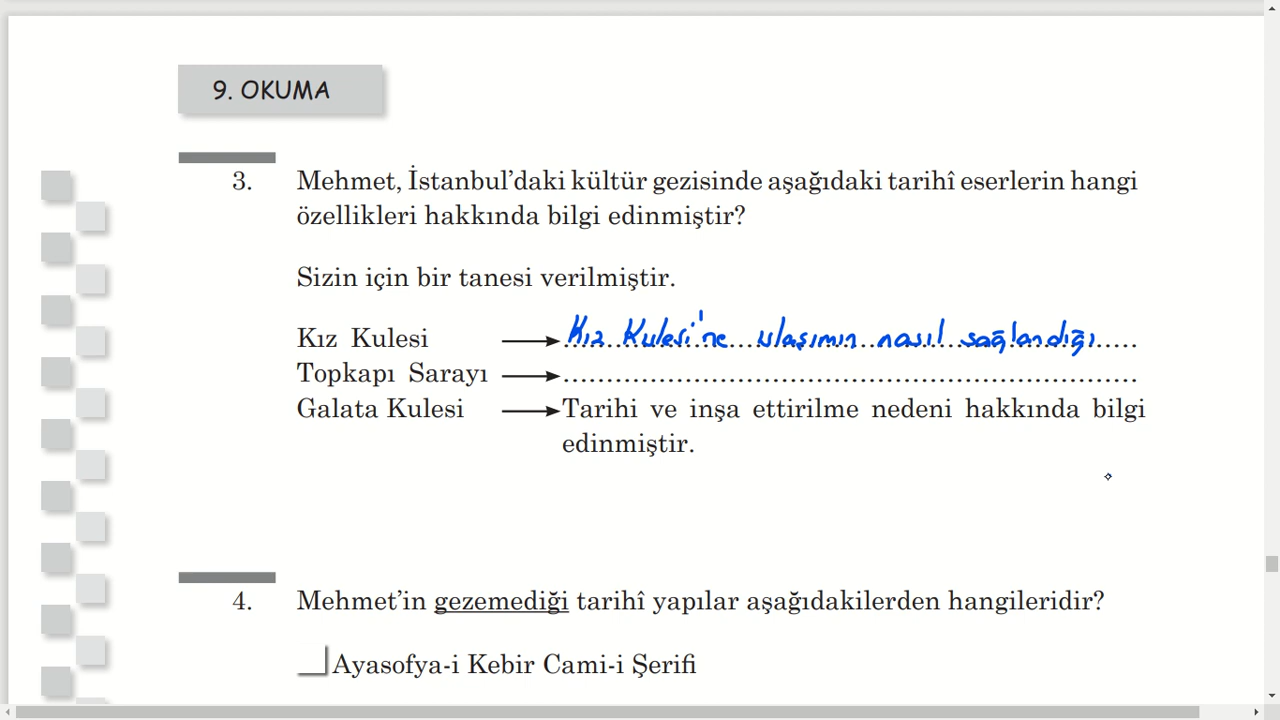 9. OKUMA
3. Mehmet, İstanbul'daki kültür gezisinde aşağıdaki tarihî eserlerin hangi
özellikleri hakkında bilgi edinmiştir?
Sizin için bir tanesi verilmiştir.
Kız Kulesi → Kız Kulesi'ne ulaşımın nasıl sağlandığı
Topkapı Sarayı → ......................................................................
Galata Kulesi → Tarihi ve inşa ettirilme nedeni hakkında bilgi
edinmiştir.
4. Mehmet'in gezemediği tarihî yapılar aşağıdakilerden hangileridir?
Ayasofya-i Kebir Cami-i Şerifi